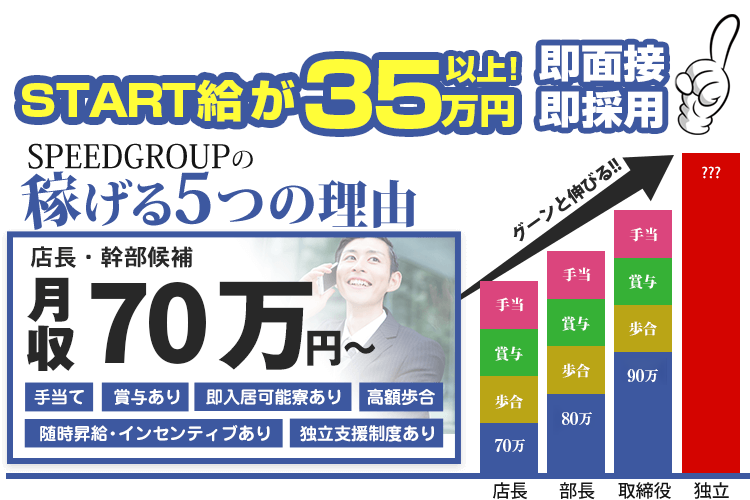 START給が35万円以上!
即面接
即採用
SPEEDGROUPの
稼げる5つの理由
店長・幹部候補
月収70万円〜
手当て 賞与あり 即入居可能寮あり 高額歩合
随時昇給・インセンティブあり 独立支援制度あり
グーンと伸びる!!
手当
賞与
歩合
70万
店長
手当
賞与
歩合
80万
部長
手当
賞与
歩合
90万
取締役
???
独立